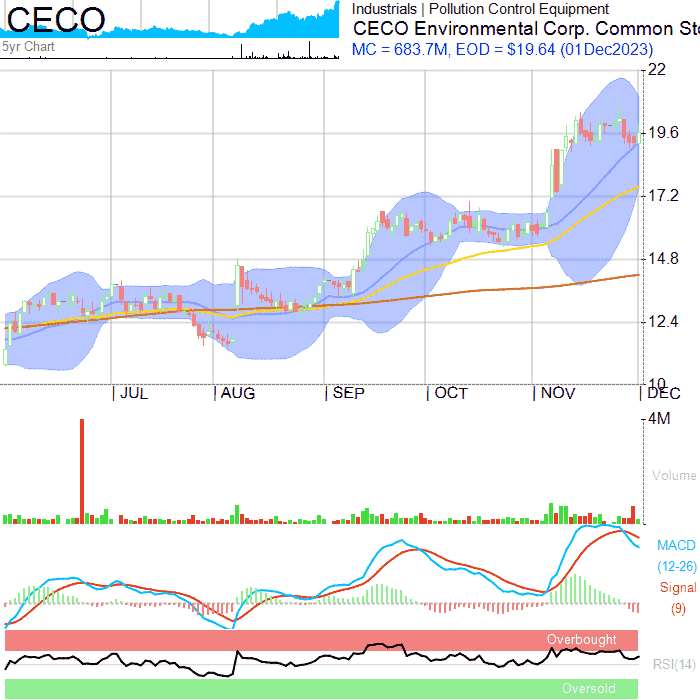 CECO
5yr Chart
Industrials | Pollution Control Equipment
CECO Environmental Corp. Common Sto
MC = 683.7M, EOD = $19.64 (01Dec2023)
22
19.6
17.2
14.8
12.4
10
JUL
AUG
SEP
OCT
NOV
DEC
4M
Volume
MACD
(12-26)
Signal
(9)
Overbought
RSI(14)
Oversold